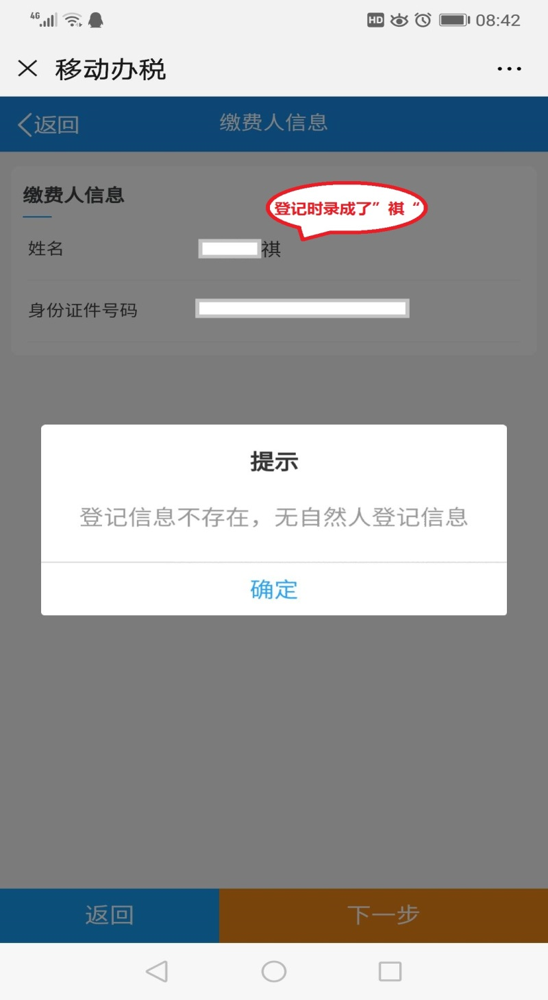 4G HD 08:42
移动办税
返回 缴费人信息
缴费人信息
登记时录成了”祺“
姓名 祺
身份证件号码
提示
登记信息不存在，无自然人登记信息
确定
返回 下一步